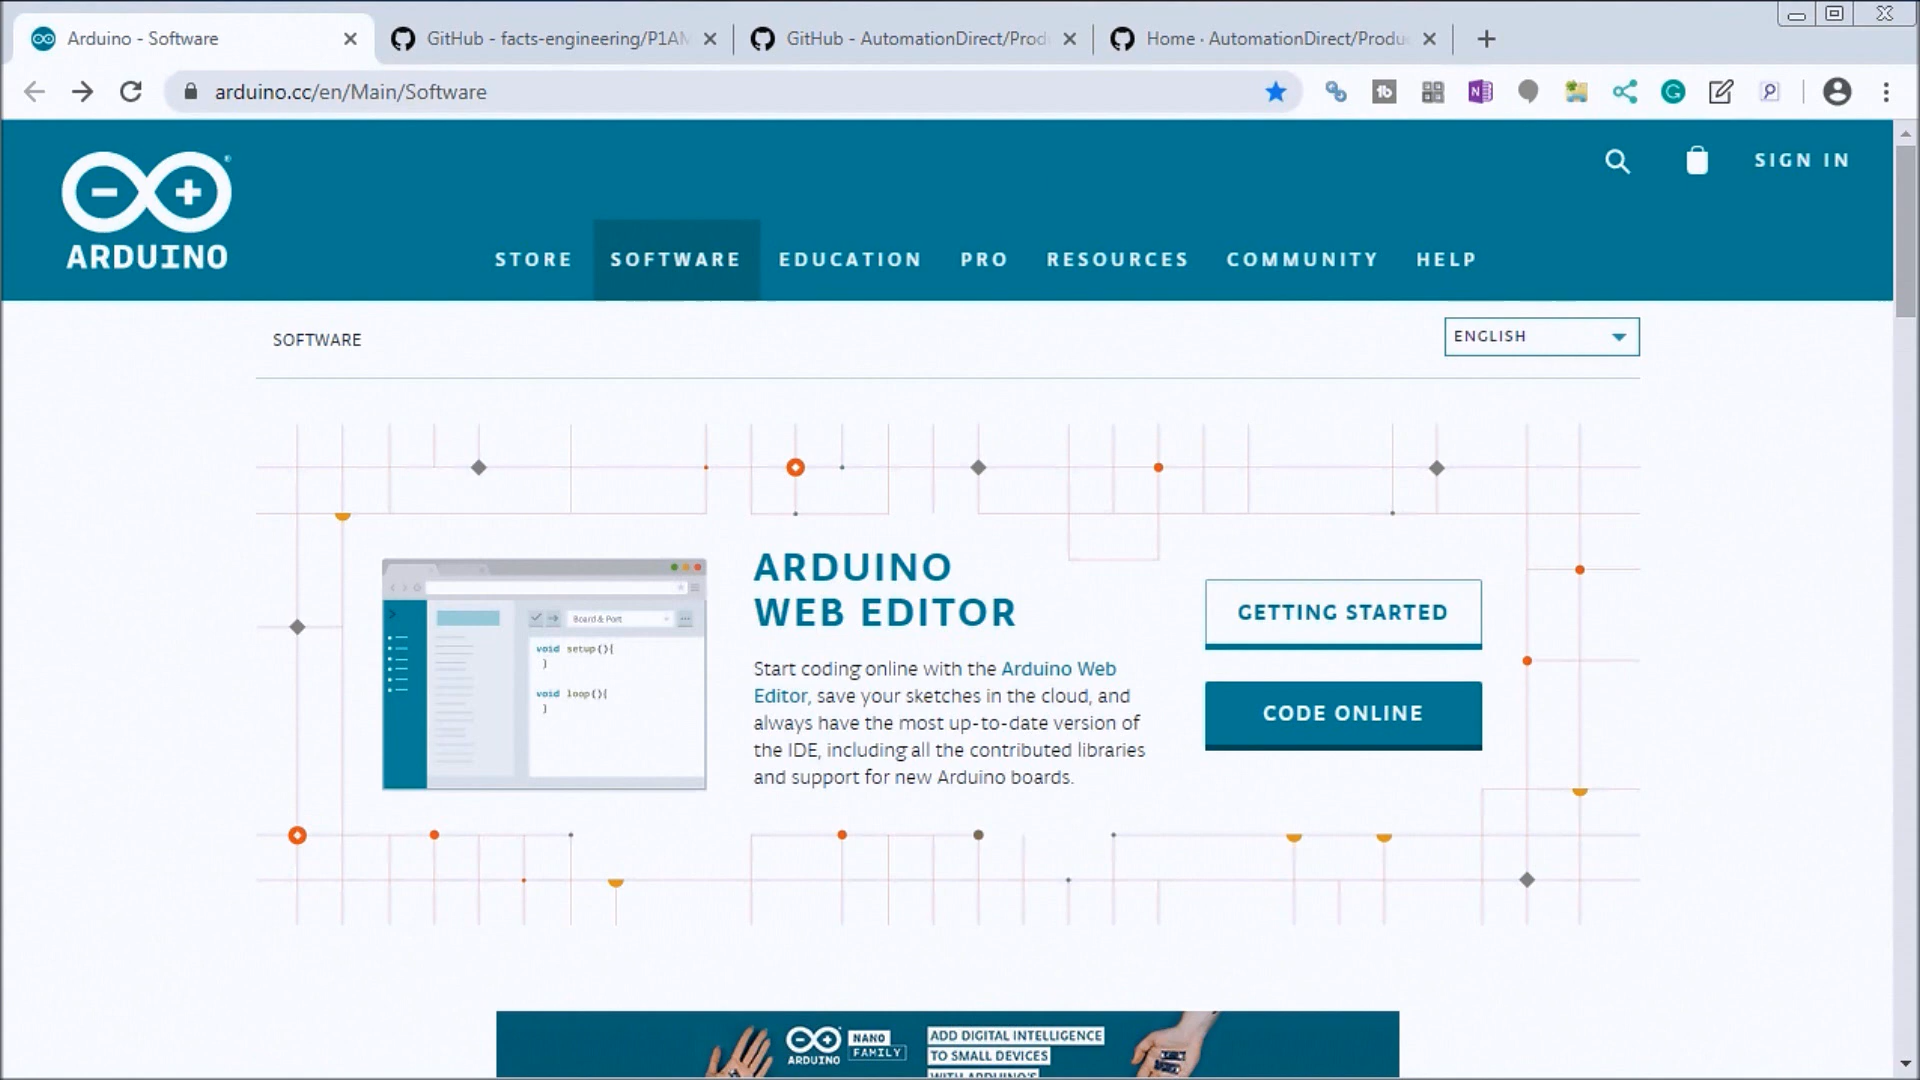 Arduino - Software
GitHub - facts-engineering/P1AM
GitHub - AutomationDirect/Prod
Home · AutomationDirect/Produ
arduino.cc/en/Main/Software
SIGN IN
ARDUINO
STORE
SOFTWARE
EDUCATION
PRO
RESOURCES
COMMUNITY
HELP
SOFTWARE
ENGLISH
Board & Port
void setup(){
}
void loop(){
}
ARDUINO
WEB EDITOR
Start coding online with the Arduino Web
Editor, save your sketches in the cloud, and
always have the most up-to-date version of
the IDE, including all the contributed libraries
and support for new Arduino boards.
GETTING STARTED
CODE ONLINE
ARDUINO
NANO
FAMILY
ADD DIGITAL INTELLIGENCE
TO SMALL DEVICES
WITH ARDUINO'S